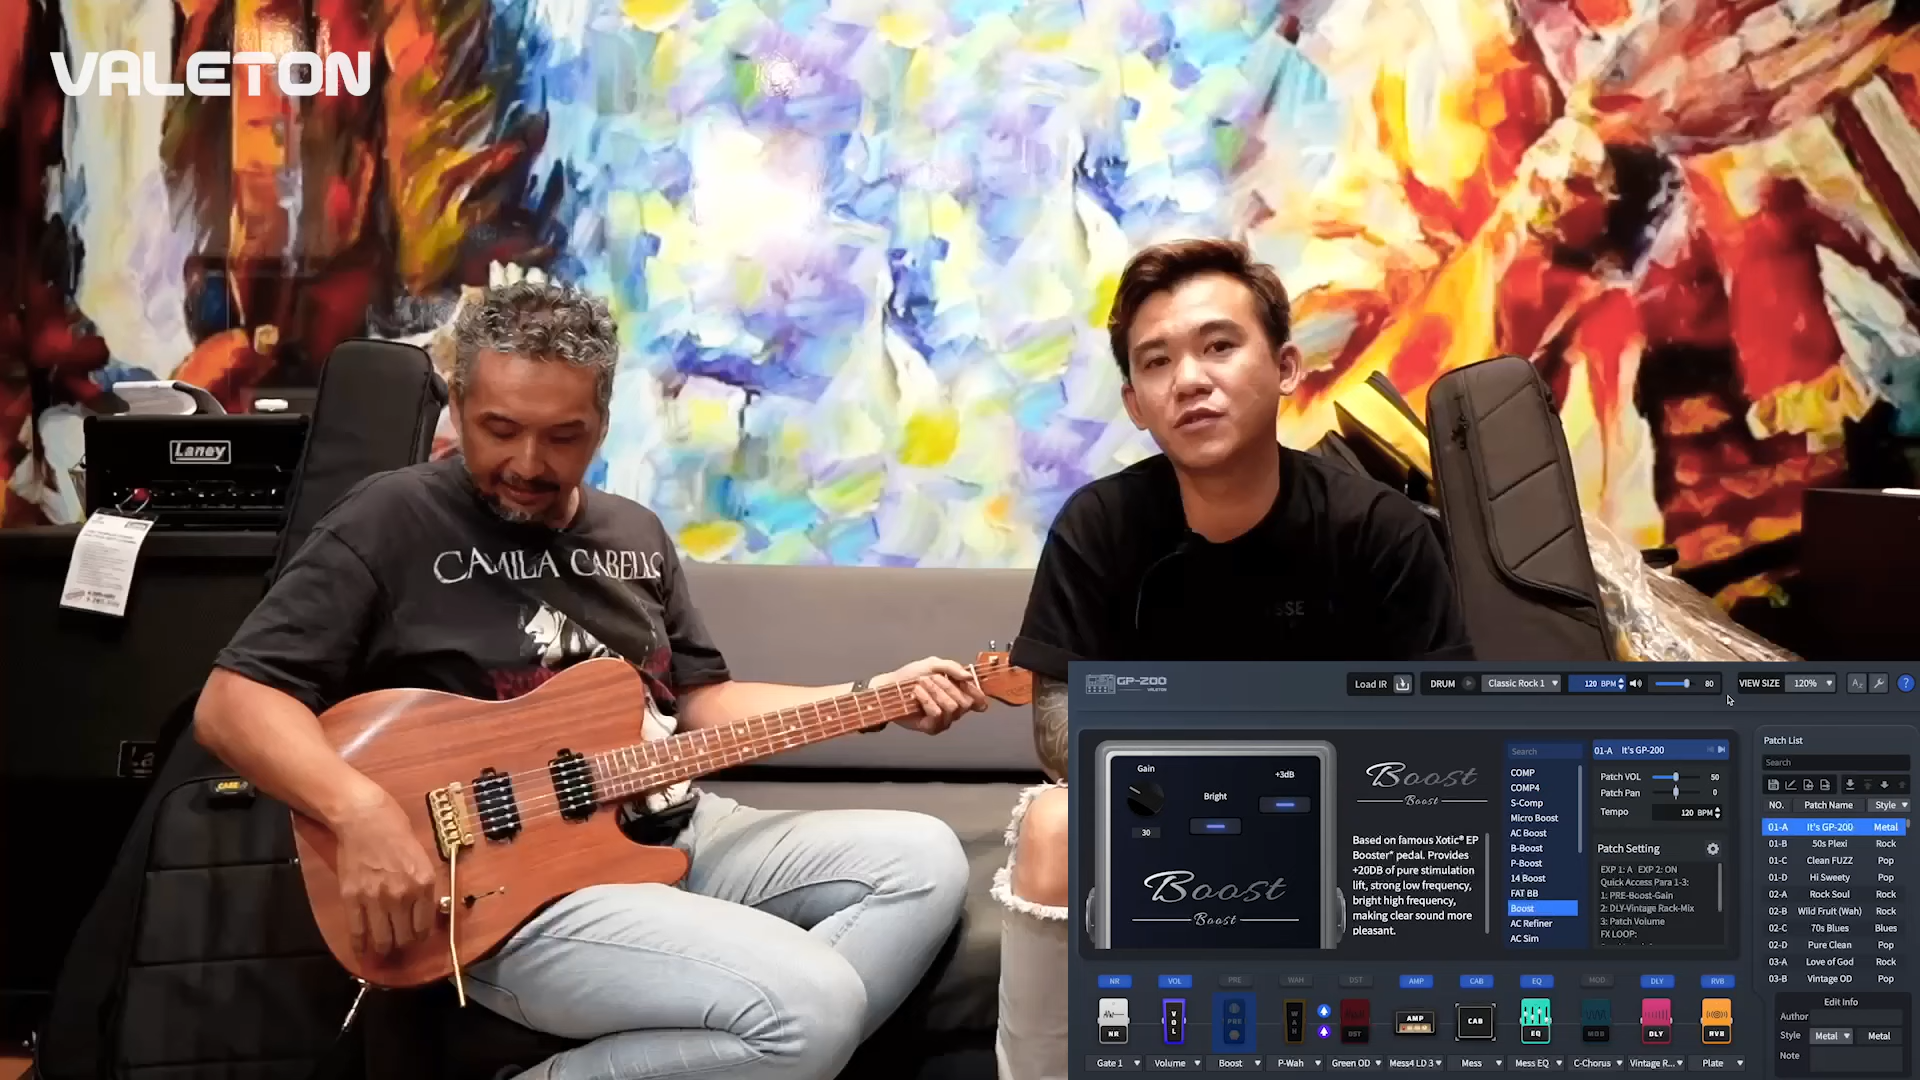 VALETON
Laney
CAMILA CABELLO
CARE
GP-200
VALETON
Load IR
DRUM
Classic Rock 1
120 BPM
80
VIEW SIZE
120%
?
Gain
30
Bright
+3dB
Boost
Boost
Boost
Boost
Based on famous Xotic® EP
Booster® pedal. Provides
+20DB of pure stimulation
lift, strong low frequency,
bright high frequency,
making clear sound more
pleasant.
Search
COMP
COMP4
S-Comp
Micro Boost
AC Boost
B-Boost
P-Boost
14 Boost
FAT BB
Boost
AC Refiner
AC Sim
01-A It's GP-200
Patch VOL 50
Patch Pan 0
Tempo 120 BPM
Patch Setting
EXP 1: A EXP 2: ON
Quick Access Para 1-3:
1: PRE-Boost-Gain
2: DLY-Vintage Rack-Mix
3: Patch Volume
FX LOOP:
Patch List
Search
NO. Patch Name Style
01-A It's GP-200 Metal
01-B 50s Plexi Rock
01-C Clean FUZZ Pop
01-D Hi Sweety Pop
02-A Rock Soul Rock
02-B Wild Fruit (Wah) Rock
02-C 70s Blues Blues
02-D Pure Clean Pop
03-A Love of God Rock
03-B Vintage OD Pop
Edit Info
Author
Style Metal Metal
Note
NR VOL PRE WAH DST AMP CAB EQ MOD DLY RVB
NR VOL PRE WAH DST AMP CAB EQ MOD DLY RVB
Gate 1 Volume Boost P-Wah Green OD Mess4 LD 3 Mess Mess EQ C-Chorus Vintage R... Plate